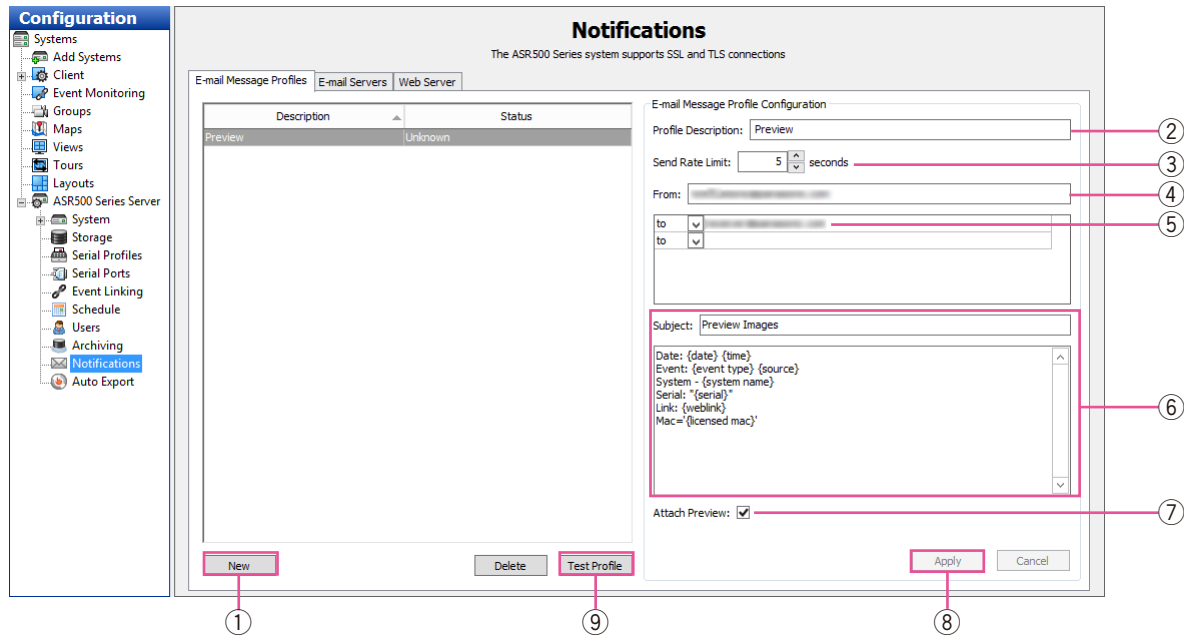 Configuration
Systems
Add Systems
Client
Event Monitoring
Groups
Maps
Views
Tours
Layouts
ASR500 Series Server
System
Storage
Serial Profiles
Serial Ports
Event Linking
Schedule
Users
Archiving
Notifications
Auto Export
Notifications
The ASR500 Series system supports SSL and TLS connections
E-mail Message Profiles E-mail Servers Web Server
Description Status
Preview Unknown
New Delete Test Profile
E-mail Message Profile Configuration
Profile Description: Preview
Send Rate Limit: 5 seconds
From:
to
to
Subject: Preview Images
Date: {date} {time}
Event: {event type} {source}
System - {system name}
Serial: "{serial}"
Link: {weblink}
Mac='{licensed mac}'
Attach Preview:
Apply Cancel
②
③
④
⑤
⑥
⑦
① ⑨ ⑧